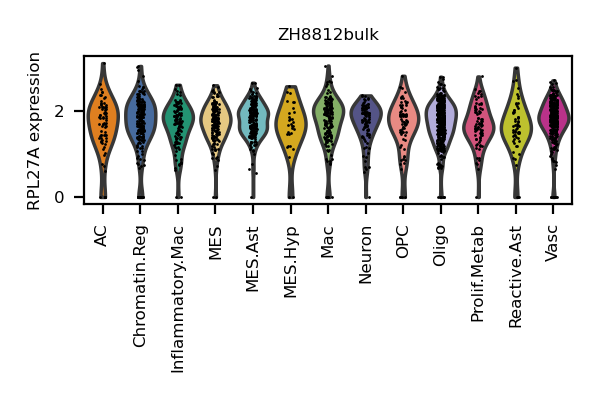 ZH8812bulk
RPL27A expression
2
0
AC
Chromatin.Reg
Inflammatory.Mac
MES
MES.Ast
MES.Hyp
Mac
Neuron
OPC
Oligo
Prolif.Metab
Reactive.Ast
Vasc